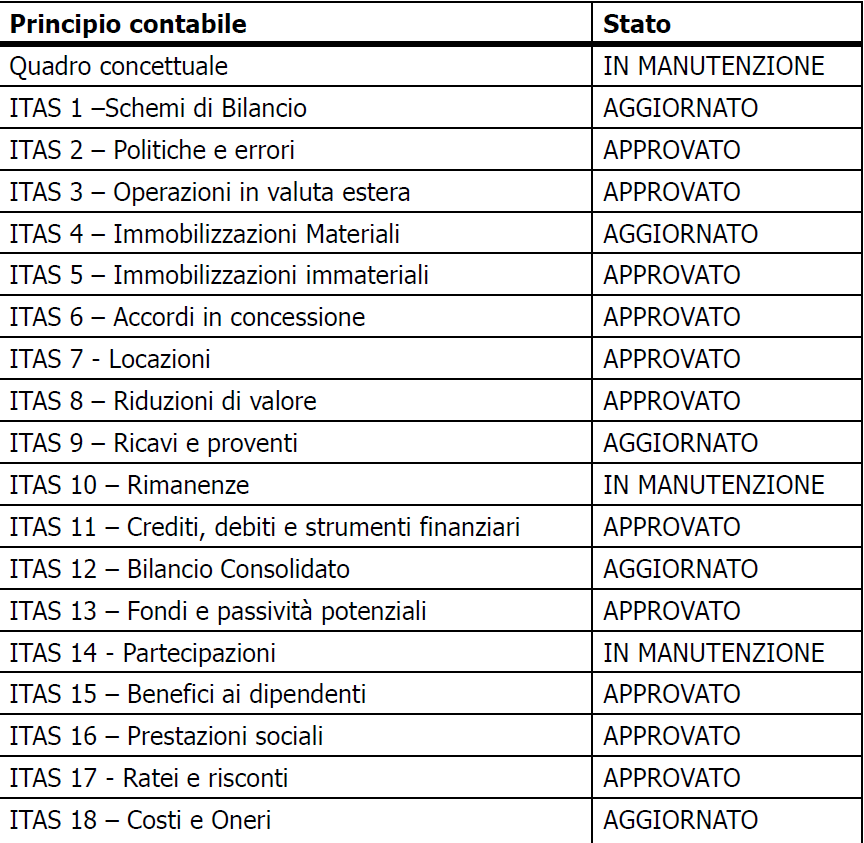 Principio contabile Stato
Quadro concettuale IN MANUTENZIONE
ITAS 1 –Schemi di Bilancio AGGIORNATO
ITAS 2 – Politiche e errori APPROVATO
ITAS 3 – Operazioni in valuta estera APPROVATO
ITAS 4 – Immobilizzazioni Materiali AGGIORNATO
ITAS 5 – Immobilizzazioni immateriali APPROVATO
ITAS 6 – Accordi in concessione APPROVATO
ITAS 7 - Locazioni APPROVATO
ITAS 8 – Riduzioni di valore APPROVATO
ITAS 9 – Ricavi e proventi AGGIORNATO
ITAS 10 – Rimanenze IN MANUTENZIONE
ITAS 11 – Crediti, debiti e strumenti finanziari APPROVATO
ITAS 12 – Bilancio Consolidato AGGIORNATO
ITAS 13 – Fondi e passività potenziali APPROVATO
ITAS 14 - Partecipazioni IN MANUTENZIONE
ITAS 15 – Benefici ai dipendenti APPROVATO
ITAS 16 – Prestazioni sociali APPROVATO
ITAS 17 - Ratei e risconti APPROVATO
ITAS 18 – Costi e Oneri AGGIORNATO